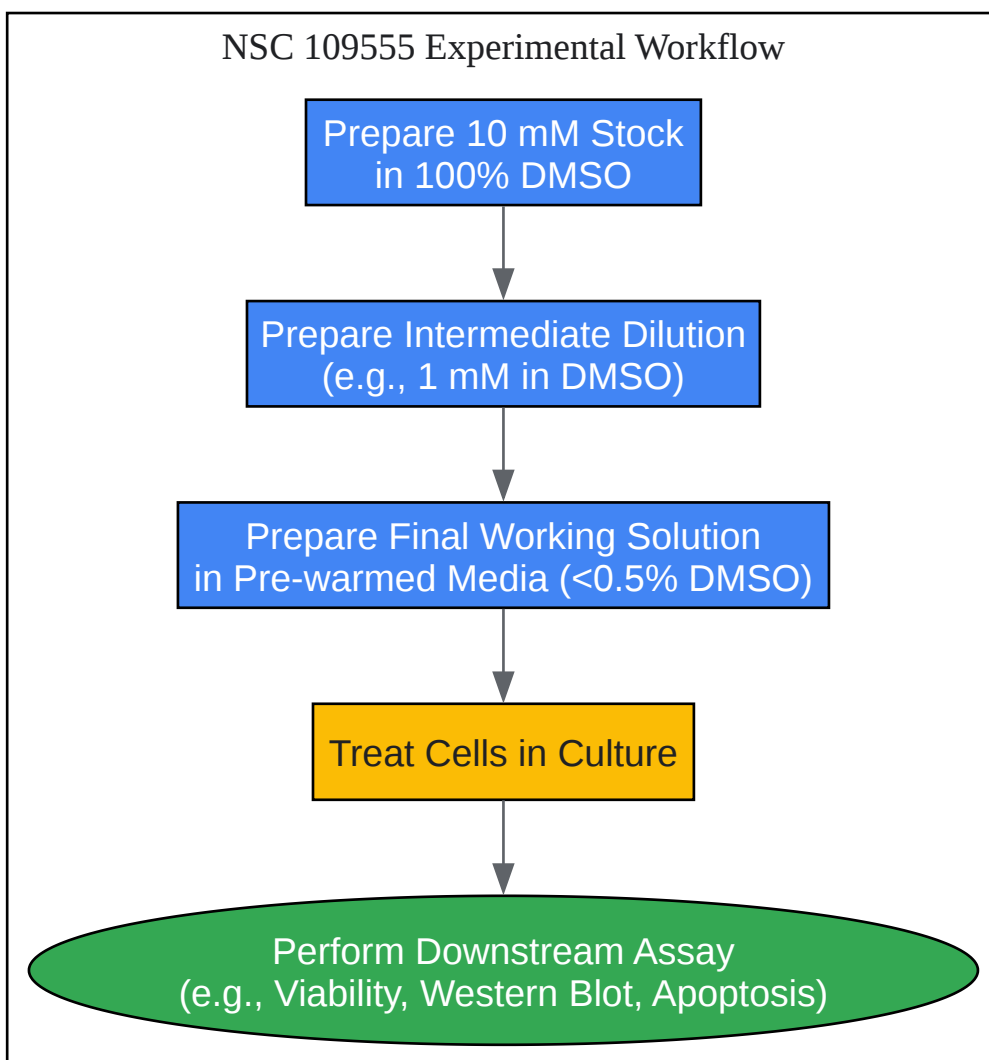 NSC 109555 Experimental Workflow
Prepare 10 mM Stock
in 100% DMSO
Prepare Intermediate Dilution
(e.g., 1 mM in DMSO)
Prepare Final Working Solution
in Pre-warmed Media (<0.5% DMSO)
Treat Cells in Culture
Perform Downstream Assay
(e.g., Viability, Western Blot, Apoptosis)